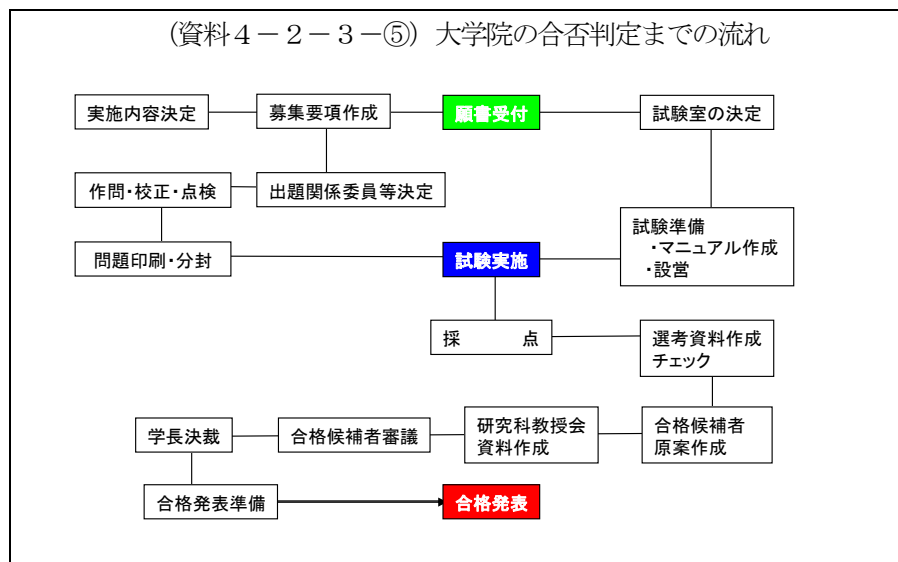 (資料4-2-3-⑤) 大学院の合否判定までの流れ
実施内容決定
募集要項作成
願書受付
試験室の決定
作問・校正・点検
出題関係委員等決定
試験準備
・マニュアル作成
・設営
問題印刷・分封
試験実施
採 点
選考資料作成
チェック
学長決裁
合格候補者審議
研究科教授会
資料作成
合格候補者
原案作成
合格発表準備
合格発表